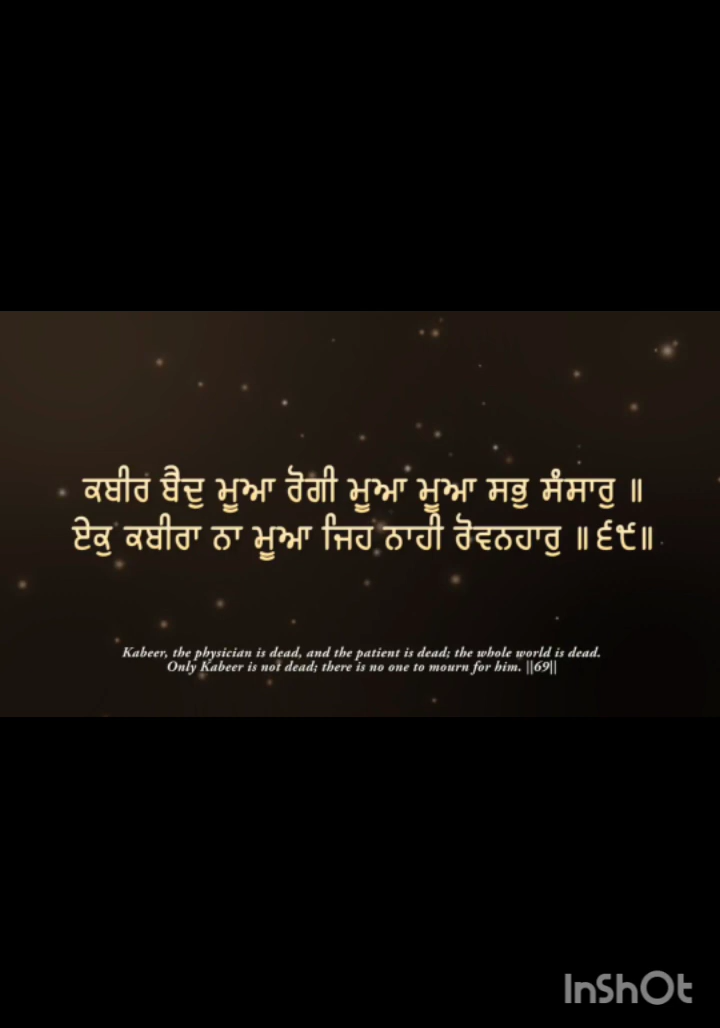 ਕਬੀਰ ਬੈਦੁ ਮੂਆ ਰੋਗੀ ਮੂਆ ਮੂਆ ਸਭੁ ਸੰਸਾਰੁ ॥
ਏਕੁ ਕਬੀਰਾ ਨਾ ਮੂਆ ਜਿਹ ਨਾਹੀ ਰੋਵਨਹਾਰੁ ॥੬੯॥
Kabeer, the physician is dead, and the patient is dead; the whole world is dead.
Only Kabeer is not dead; there is no one to mourn for him. ||69||
InShOt